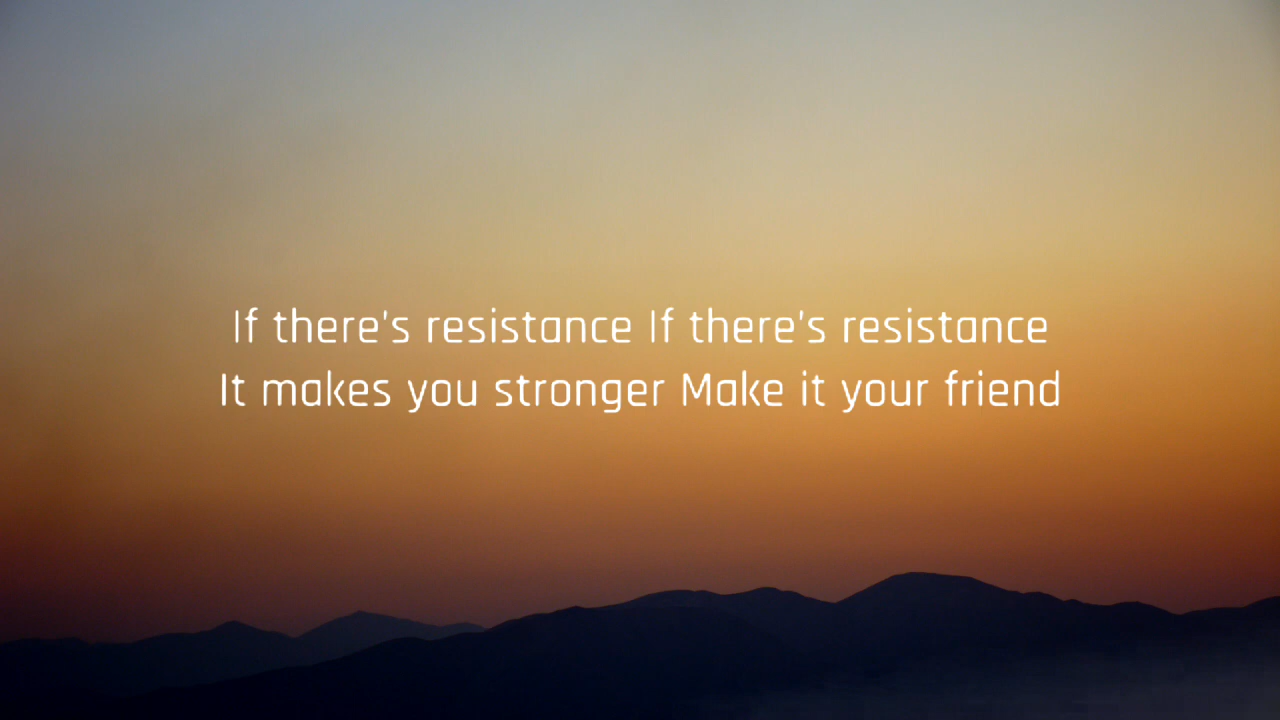 If there's resistance If there's resistance
It makes you stronger Make it your friend